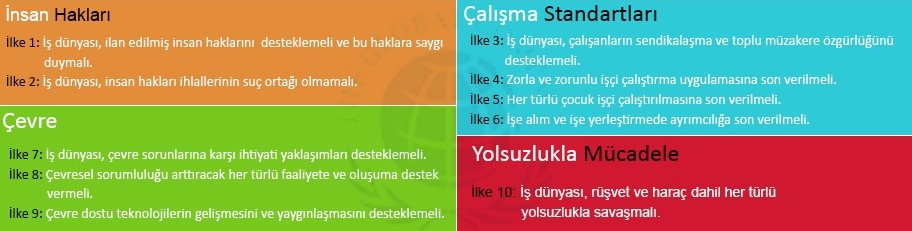 İnsan Hakları
İlke 1: İş dünyası, ilan edilmiş insan haklarını desteklemeli ve bu haklara saygı
duymalı.
İlke 2: İş dünyası, insan hakları ihlallerinin suç ortağı olmamalı.
Çalışma Standartları
İlke 3: İş dünyası, çalışanların sendikalaşma ve toplu müzakere özgürlüğünü
desteklemeli.
İlke 4: Zorla ve zorunlu işçi çalıştırma uygulamasına son verilmeli.
İlke 5: Her türlü çocuk işçi çalıştırılmasına son verilmeli.
İlke 6: İşe alım ve işe yerleştirmede ayrımcılığa son verilmeli.
Çevre
İlke 7: İş dünyası, çevre sorunlarına karşı ihtiyati yaklaşımları desteklemeli.
İlke 8: Çevresel sorumluluğu arttıracak her türlü faaliyete ve oluşuma destek
vermeli.
İlke 9: Çevre dostu teknolojilerin gelişmesini ve yaygınlaşmasını desteklemeli.
Yolsuzlukla Mücadele
İlke 10: İş dünyası, rüşvet ve haraç dahil her türlü
yolsuzlukla savaşmalı.